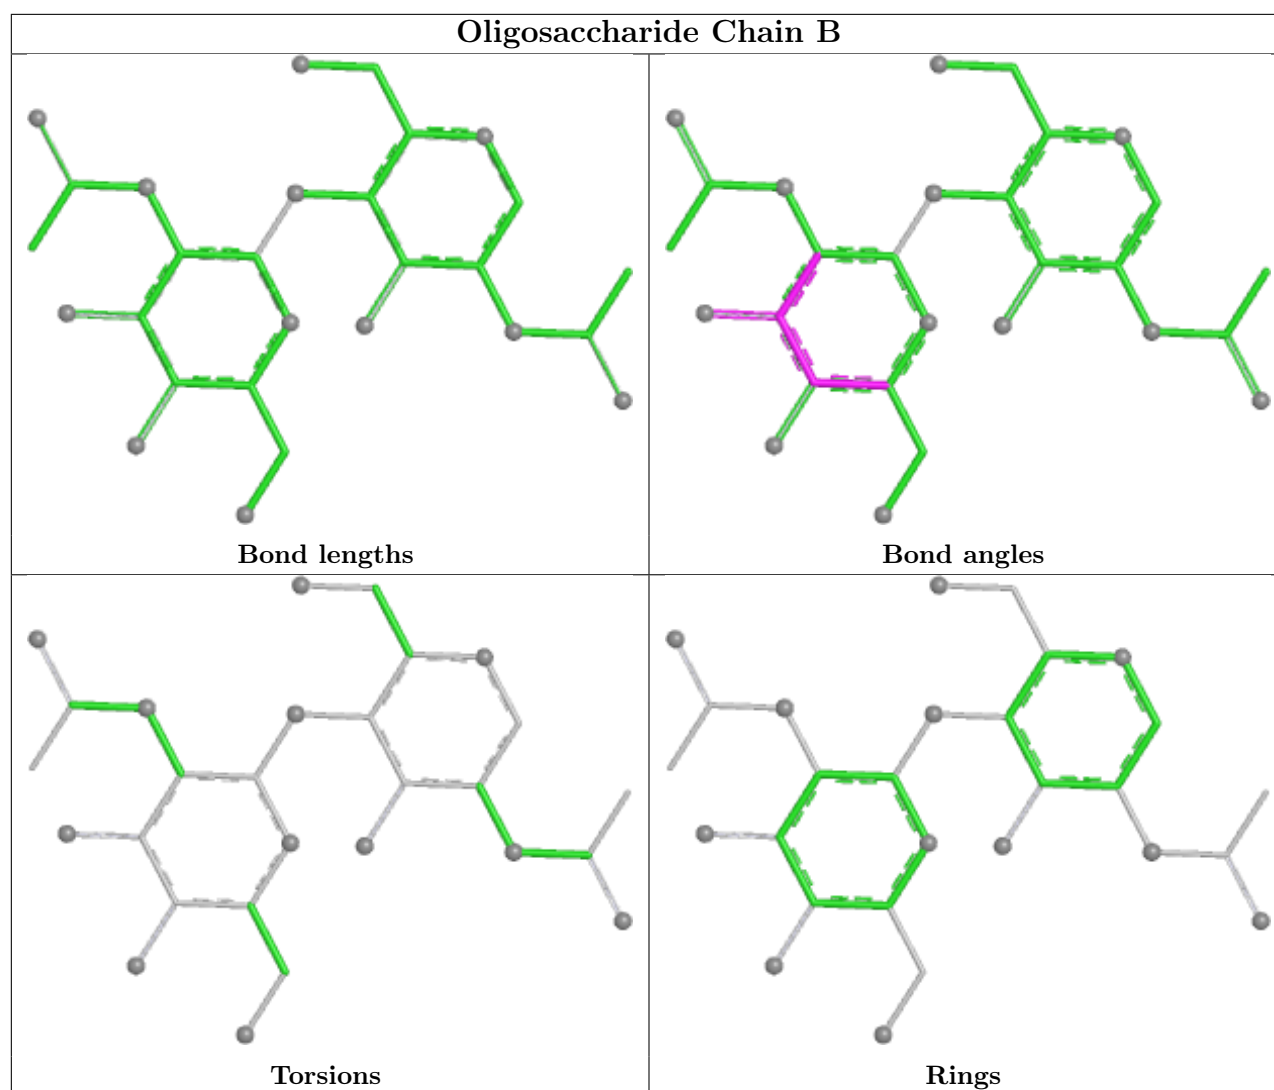 Oligosaccharide Chain B
Bond lengths
Bond angles
Torsions
Rings